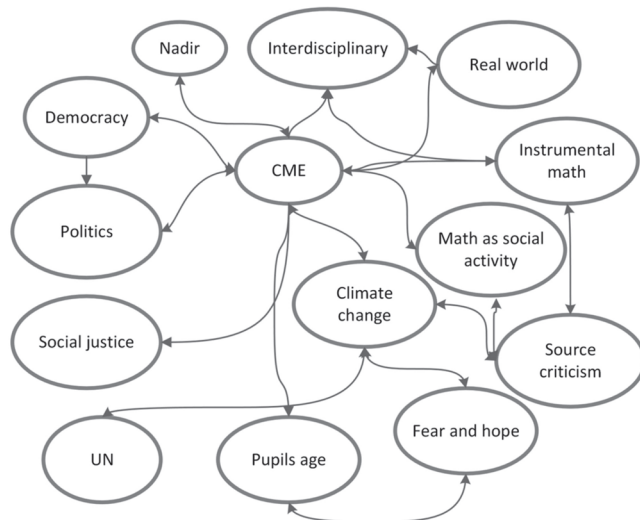 Nadir
Interdisciplinary
Real world
Democracy
CME
Instrumental
math
Politics
Math as social
activity
Climate
change
Social justice
Source
criticism
Fear and hope
UN
Pupils age